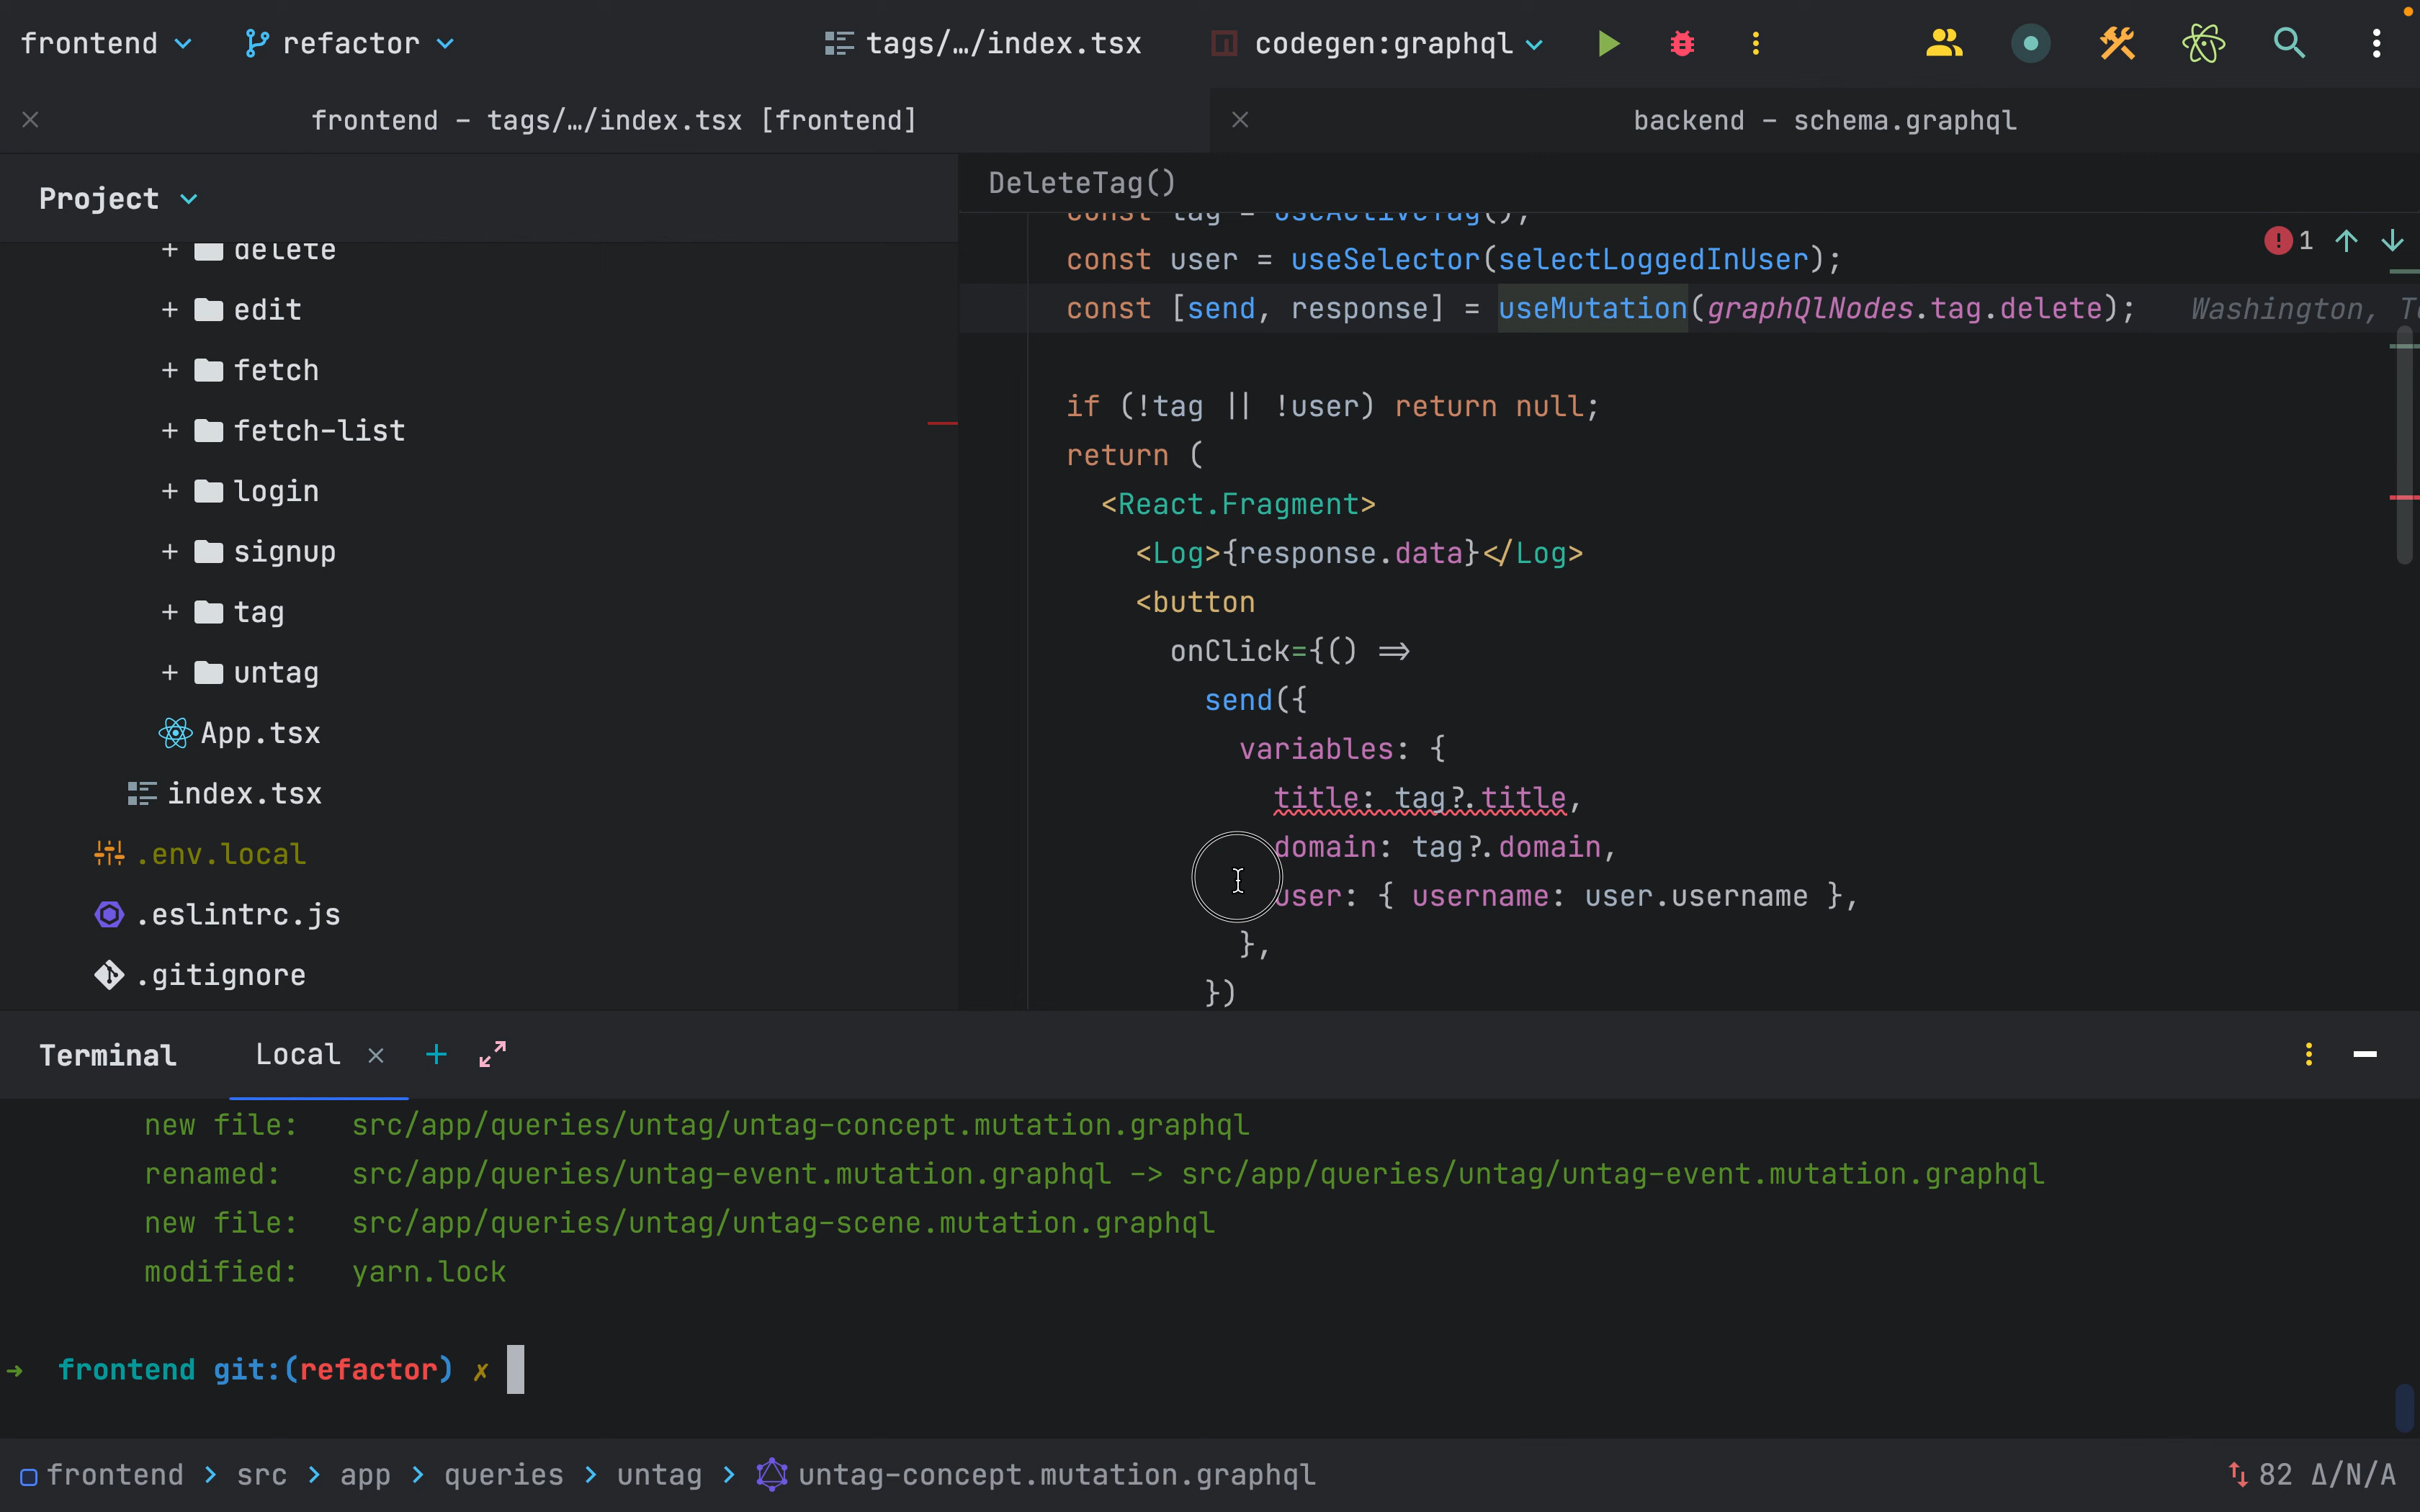 frontend refactor tags/…/index.tsx codegen:graphql
frontend – tags/…/index.tsx [frontend]
backend – schema.graphql
Project
delete
edit
fetch
fetch-list
login
signup
tag
untag
App.tsx
index.tsx
.env.local
.eslintrc.js
.gitignore
DeleteTag()
const tag = useActiveTag();
const user = useSelector(selectLoggedInUser);
const [send, response] = useMutation(graphQlNodes.tag.delete); Washington,
1
if (!tag || !user) return null;
return (
<React.Fragment>
<Log>{response.data}</Log>
<button
onClick={() =>
send({
variables: {
title: tag?.title,
domain: tag?.domain,
user: { username: user.username },
},
})
Terminal Local
new file: src/app/queries/untag/untag-concept.mutation.graphql
renamed: src/app/queries/untag-event.mutation.graphql -> src/app/queries/untag/untag-event.mutation.graphql
new file: src/app/queries/untag/untag-scene.mutation.graphql
modified: yarn.lock
→ frontend git:(refactor) ✗
frontend > src > app > queries > untag > untag-concept.mutation.graphql
82 Δ/N/A